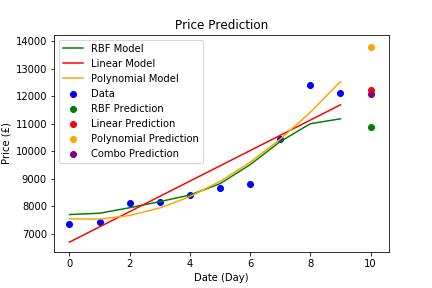 Price Prediction
Price (£)
14000
13000
12000
11000
10000
9000
8000
7000
RBF Model
Linear Model
Polynomial Model
Data
RBF Prediction
Linear Prediction
Polynomial Prediction
Combo Prediction
0 2 4 6 8 10
Date (Day)